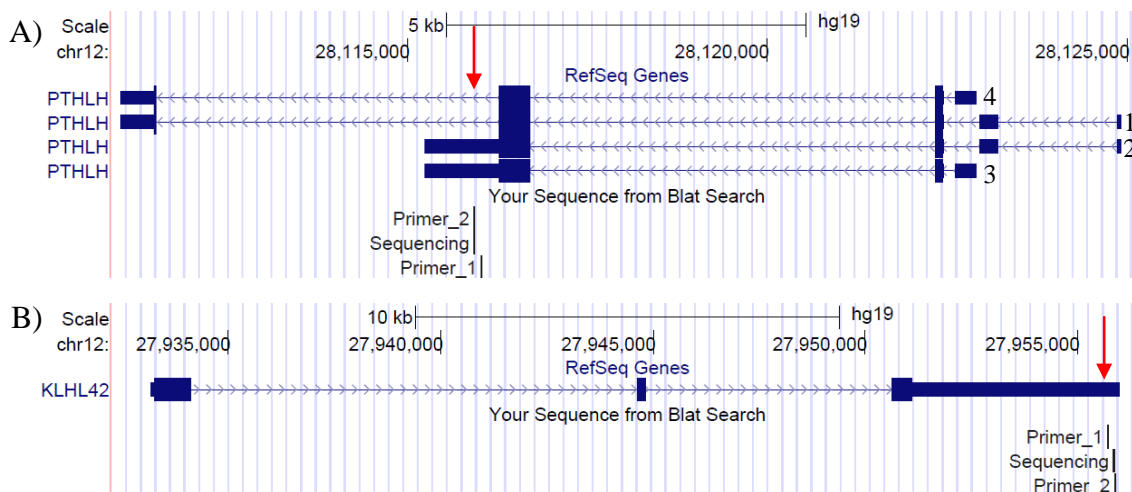 A)
Scale 5 kb hg19
chr12: 28,115,000 28,120,000 28,125,000
RefSeq Genes
PTHLH 4
PTHLH 1
PTHLH 2
PTHLH 3
Your Sequence from Blat Search
Primer_2
Sequencing
Primer_1
B)
Scale 10 kb hg19
chr12: 27,935,000 27,940,000 27,945,000 27,950,000 27,955,000
RefSeq Genes
KLHL42
Your Sequence from Blat Search
Primer_1
Sequencing
Primer_2